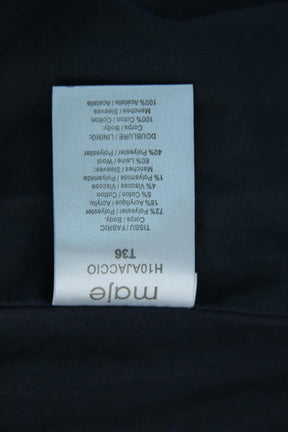 maje
H10AJACCIO
T36
TISSU / FABRIC
Corps / Body:
72% Polyester / Polyester
18% Acrylique / Acrylic
5% Coton / Cotton
4% Viscose / Viscose
1% Polyamide / Polyamida
Manches / Sleeves:
60% Laine / Wool
40% Polyester / Polyester
DOUBLURE / LINING:
Corps / Body:
100% Coton / Cotton
Manches / Sleeves
100% Acétate / Acetate